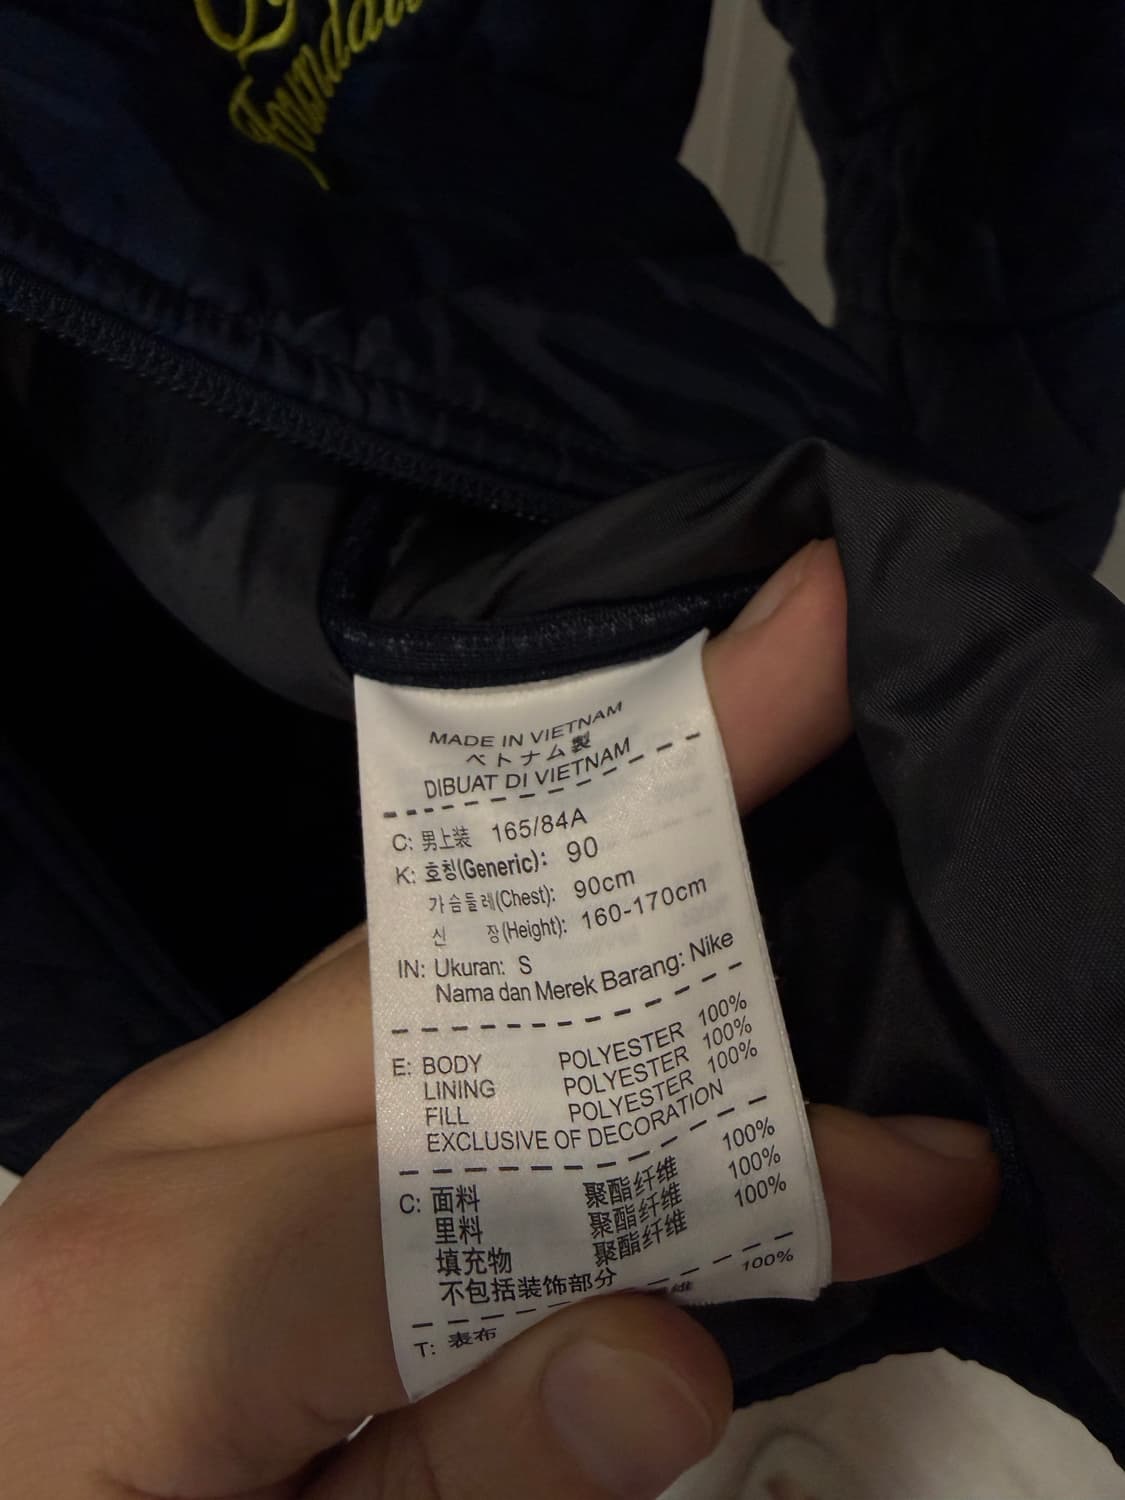 MADE IN VIETNAM
ベトナム製
DIBUAT DI VIETNAM
C: 男上装 165/84A
K: 호칭(Generic): 90
가슴둘레(Chest): 90cm
신 장(Height): 160-170cm
IN: Ukuran: S
Nama dan Merek Barang: Nike
E: BODY POLYESTER 100%
LINING POLYESTER 100%
FILL POLYESTER 100%
EXCLUSIVE OF DECORATION
C: 面料 聚酯纤维 100%
里料 聚酯纤维 100%
填充物 聚酯纤维 100%
不包括装饰部分
T: 表布 100%